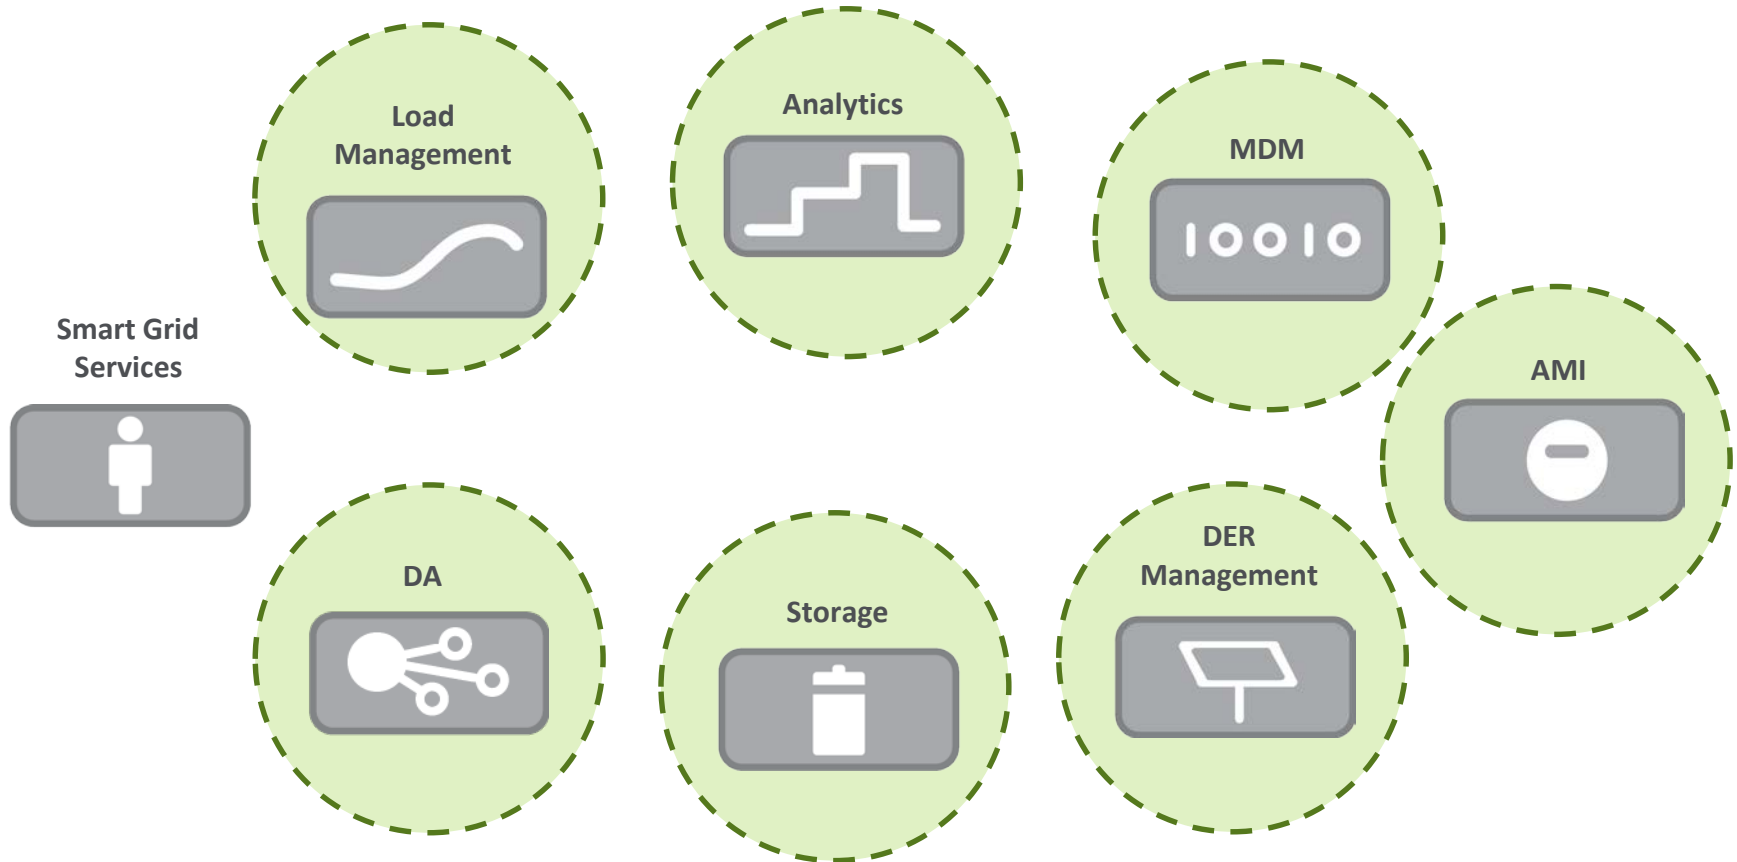 Load
Management
Analytics
MDM
Smart Grid
Services
AMI
DA
Storage
DER
Management
10010